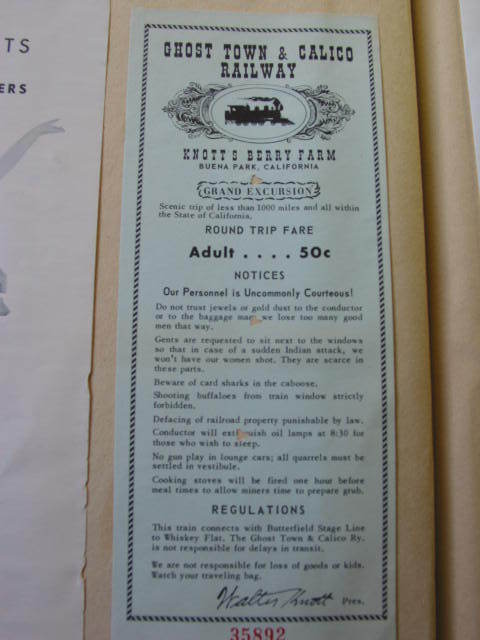 TS
ERS
GHOST TOWN & CALICO
RAILWAY
KNOTT'S BERRY FARM
BUENA PARK, CALIFORNIA
GRAND EXCURSION
Scenic trip of less than 1000 miles and all within
the State of California.
ROUND TRIP FARE
Adult . . . . 50c
NOTICES
Our Personnel is Uncommonly Courteous!
Do not trust jewels or gold dust to the conductor
or to the baggage man, we lose too many good
men that way.
Gents are requested to sit next to the windows
so that in case of a sudden Indian attack, we
won't have our women shot. They are scarce in
these parts.
Beware of card sharks in the caboose.
Shooting buffaloes from train window strictly
forbidden.
Defacing of railroad property punishable by law.
Conductor will extinguish oil lamps at 8:30 for
those who wish to sleep.
No gun play in lounge cars; all quarrels must be
settled in vestibule.
Cooking stoves will be fired one hour before
meal times to allow miners time to prepare grub.
REGULATIONS
This train connects with Butterfield Stage Line
to Whiskey Flat. The Ghost Town & Calico Ry.
is not responsible for delays in transit.
We are not responsible for loss of goods or kids.
Watch your traveling bag.
Walter Knott Pres.
35892